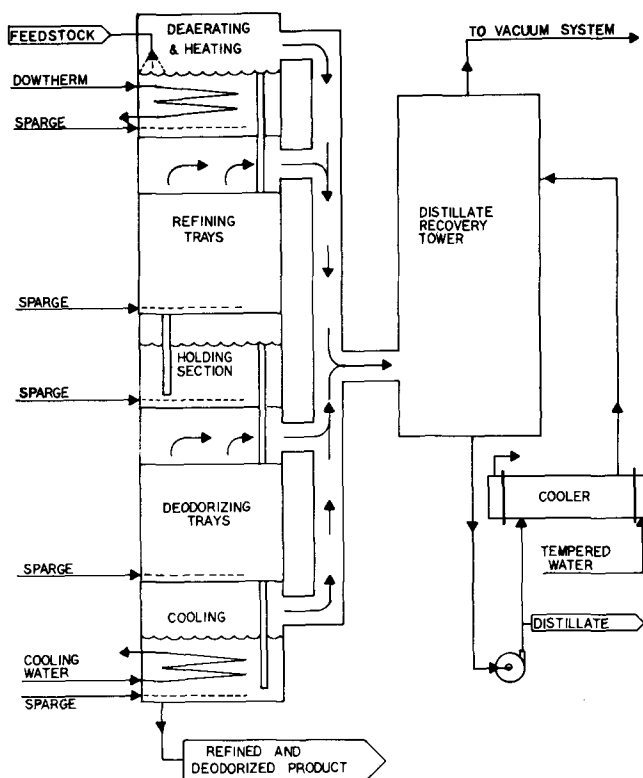 DEAERATING
& HEATING
FEEDSTOCK
DOWTHERM
SPARGE
REFINING
TRAYS
SPARGE
HOLDING
SECTION
SPARGE
DEODORIZING
TRAYS
SPARGE
COOLING
COOLING
WATER
SPARGE
REFINED AND
DEODORIZED PRODUCT
TO VACUUM SYSTEM
DISTILLATE
RECOVERY
TOWER
COOLER
TEMPERED
WATER
DISTILLATE